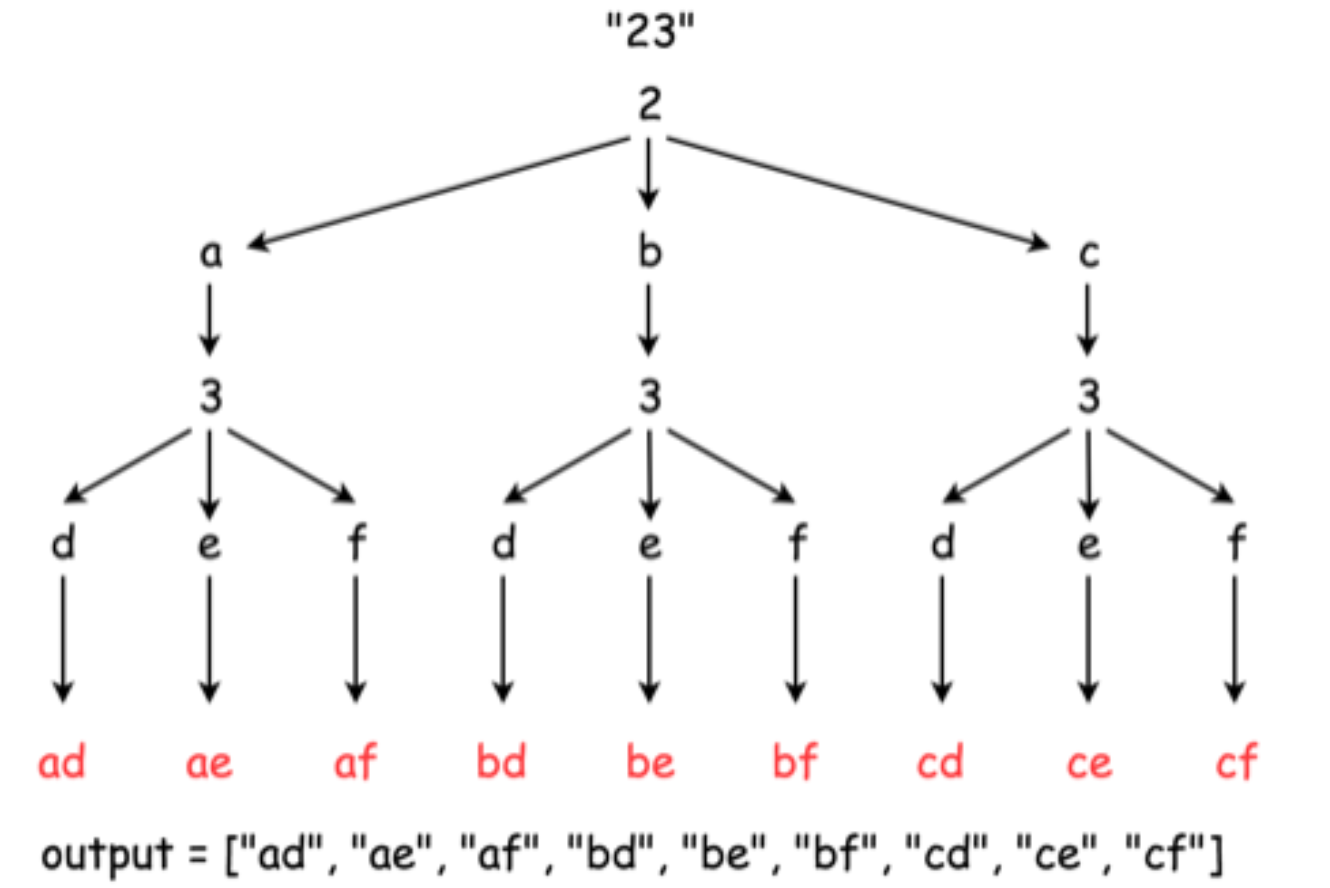 "23"
2
a b c
3 3 3
d e f d e f d e f
ad ae af bd be bf cd ce cf
output = ["ad", "ae", "af", "bd", "be", "bf", "cd", "ce", "cf"]